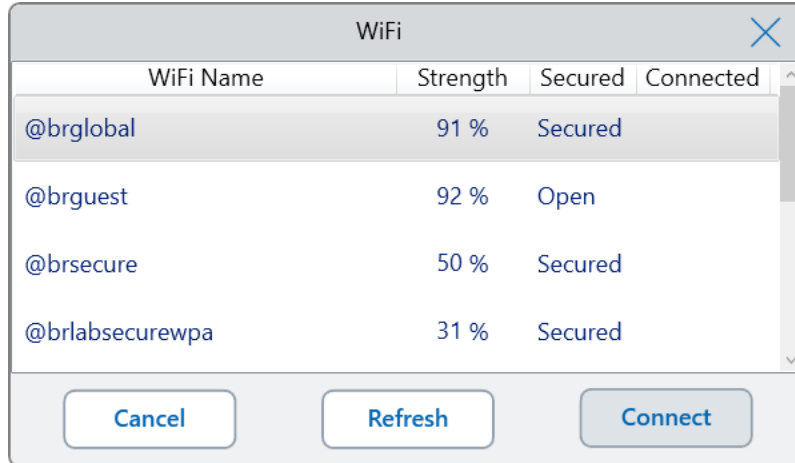 WiFi
WiFi Name Strength Secured Connected
@brglobal 91 % Secured
@brguest 92 % Open
@brsecure 50 % Secured
@brlabsecurewpa 31 % Secured
Cancel Refresh Connect